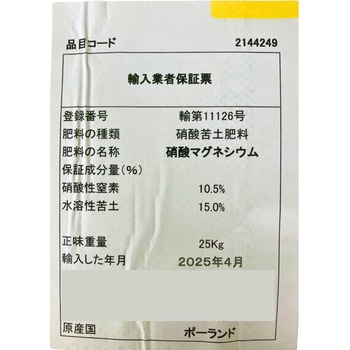 品目コード 2144249
輸入業者保証票
登録番号 輸第11126号
肥料の種類 硝酸苦土肥料
肥料の名称 硝酸マグネシウム
保証成分量(%)
硝酸性窒素 10.5%
水溶性苦土 15.0%
正味重量 25Kg
輸入した年月 2025年4月
原産国 ポーランド